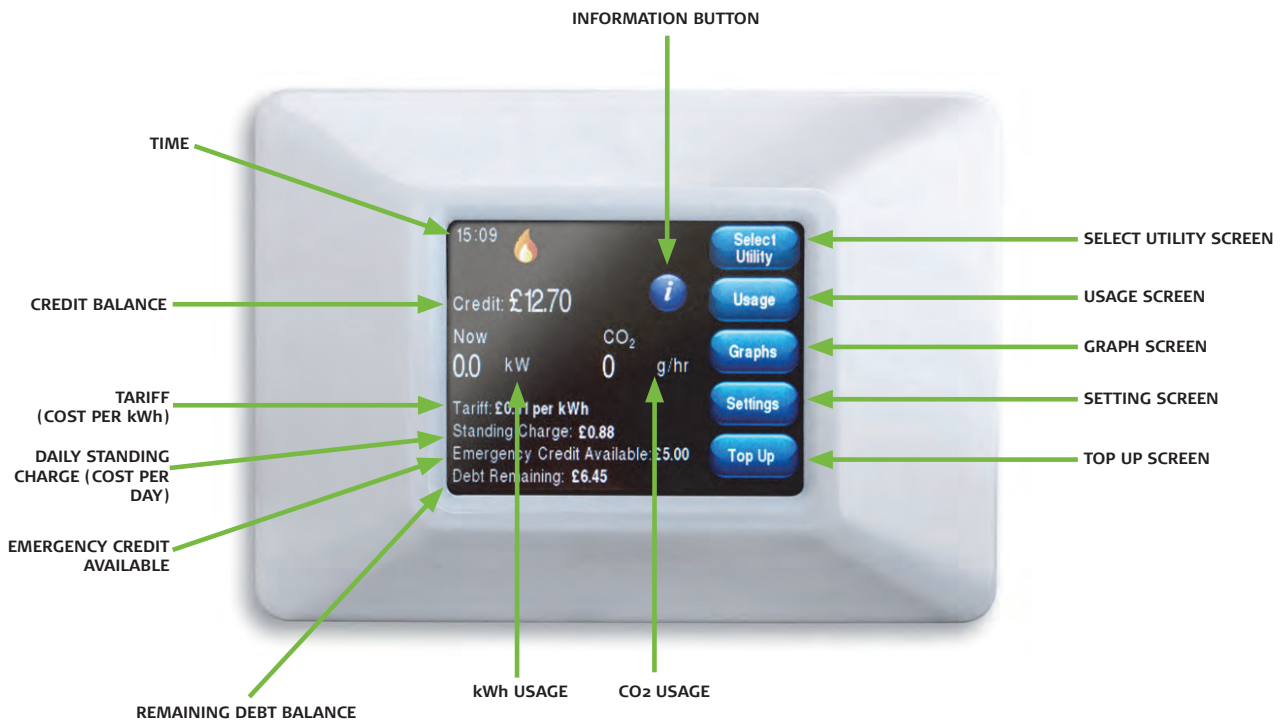 INFORMATION BUTTON
TIME
15:09
Select
Utility
SELECT UTILITY SCREEN
CREDIT BALANCE
Credit: £12.70
i
Usage
USAGE SCREEN
Now
CO₂
Graphs
GRAPH SCREEN
0.0 kW
0 g/hr
TARIFF
(COST PER kWh)
Tariff: per kWh
Settings
SETTING SCREEN
Standing Charge: £0.88
DAILY STANDING
CHARGE (COST PER
DAY)
Emergency Credit Available: £5.00
Top Up
TOP UP SCREEN
Debt Remaining: £6.45
EMERGENCY CREDIT
AVAILABLE
kWh USAGE
CO2 USAGE
REMAINING DEBT BALANCE